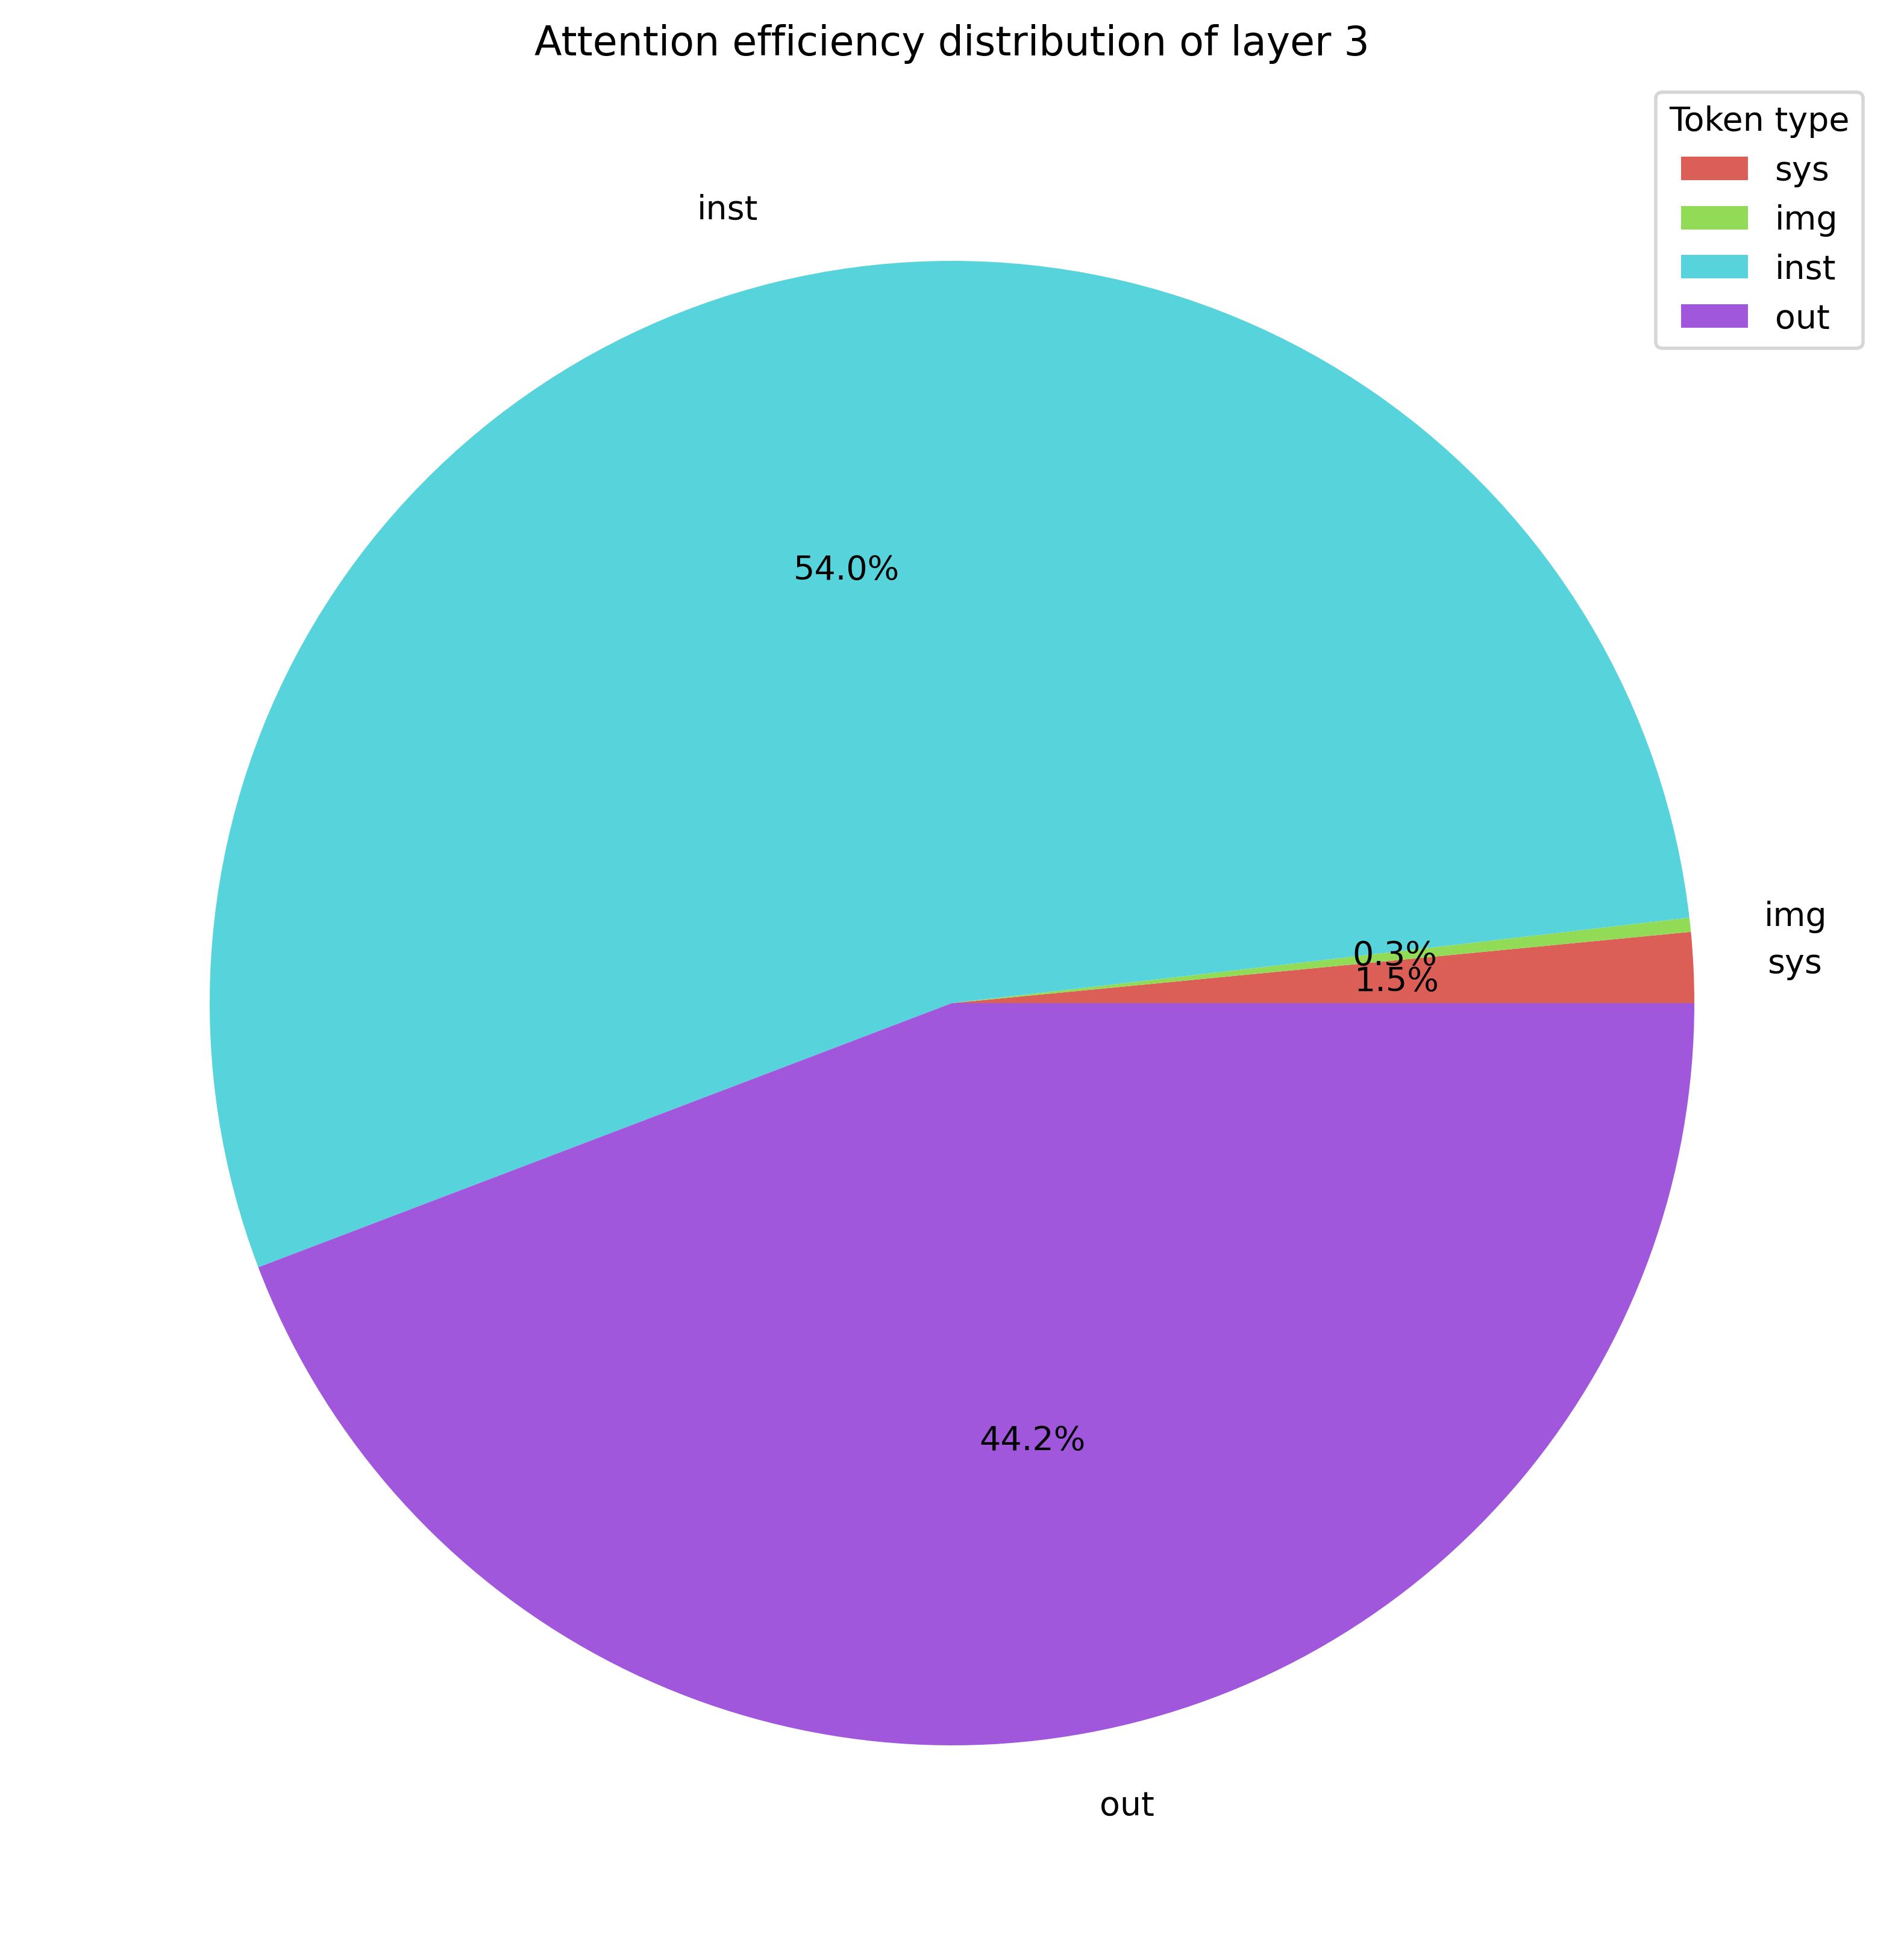 Attention efficiency distribution of layer 3
Token type
sys
img
inst
out
inst
54.0%
img
0.3%
sys
1.5%
44.2%
out